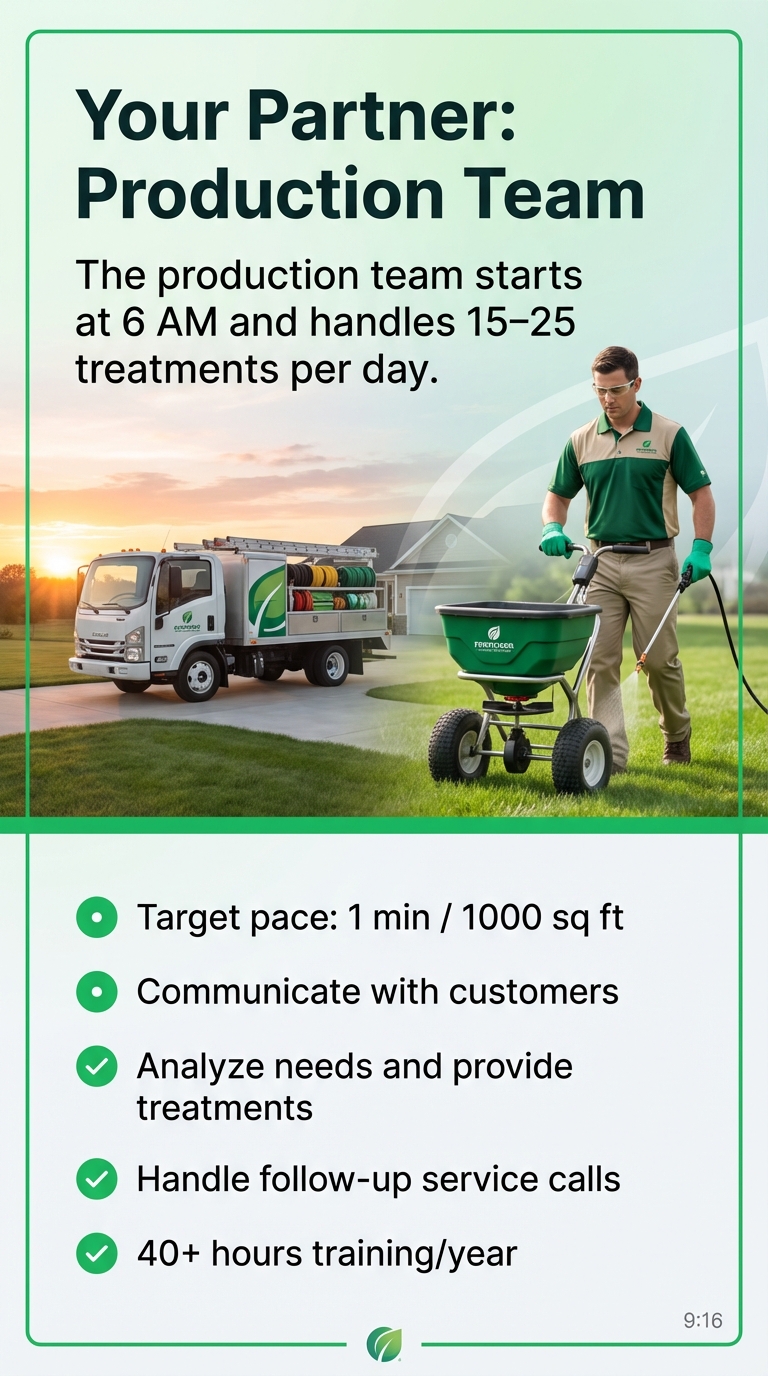 Your Partner:
Production Team
The production team starts
at 6 AM and handles 15–25
treatments per day.
Target pace: 1 min / 1000 sq ft
Communicate with customers
Analyze needs and provide
treatments
Handle follow-up service calls
40+ hours training/year
9:16